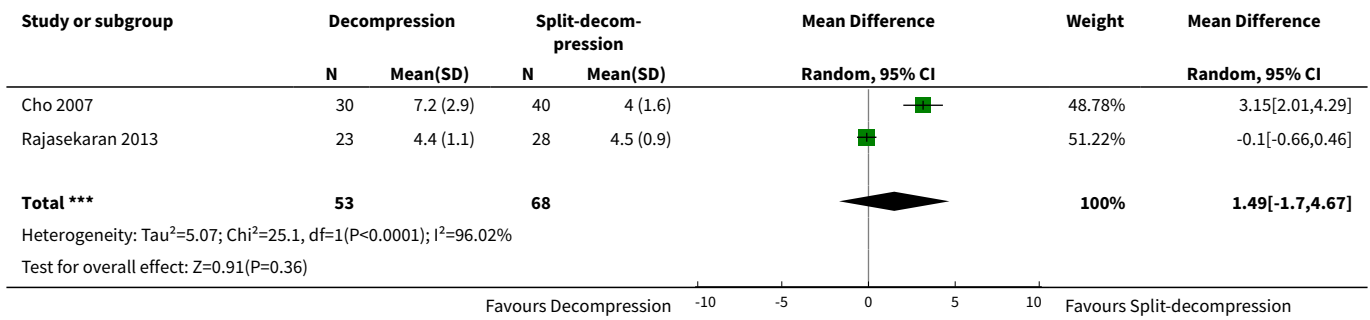 Study or subgroup Decompression Split-decom- Mean Difference Weight Mean Difference
pression
N Mean(SD) N Mean(SD) Random, 95% CI Random, 95% CI
Cho 2007 30 7.2 (2.9) 40 4 (1.6) 48.78% 3.15[2.01,4.29]
Rajasekaran 2013 23 4.4 (1.1) 28 4.5 (0.9) 51.22% -0.1[-0.66,0.46]
Total *** 53 68 100% 1.49[-1.7,4.67]
Heterogeneity: Tau²=5.07; Chi²=25.1, df=1(P<0.0001); I²=96.02%
Test for overall effect: Z=0.91(P=0.36)
Favours Decompression -10 -5 0 5 10 Favours Split-decompression